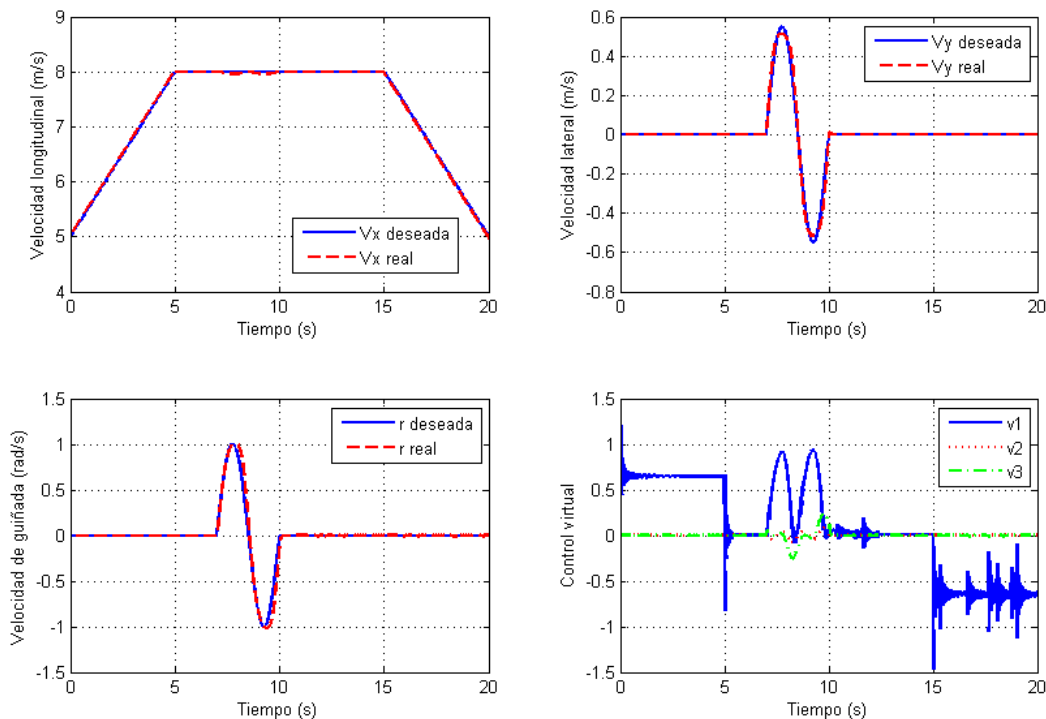 9
8
7
6
5
4
Velocidad longitudinal (m/s)
Vx deseada
Vx real
0
5
10
15
20
Tiempo (s)
0.6
0.4
0.2
0
-0.2
-0.4
-0.6
-0.8
Velocidad lateral (m/s)
Vy deseada
Vy real
0
5
10
15
20
Tiempo (s)
1.5
1
0.5
0
-0.5
-1
-1.5
Velocidad de guiñada (rad/s)
r deseada
r real
0
5
10
15
20
Tiempo (s)
1.5
1
0.5
0
-0.5
-1
-1.5
Control virtual
v1
v2
v3
0
5
10
15
20
Tiempo (s)